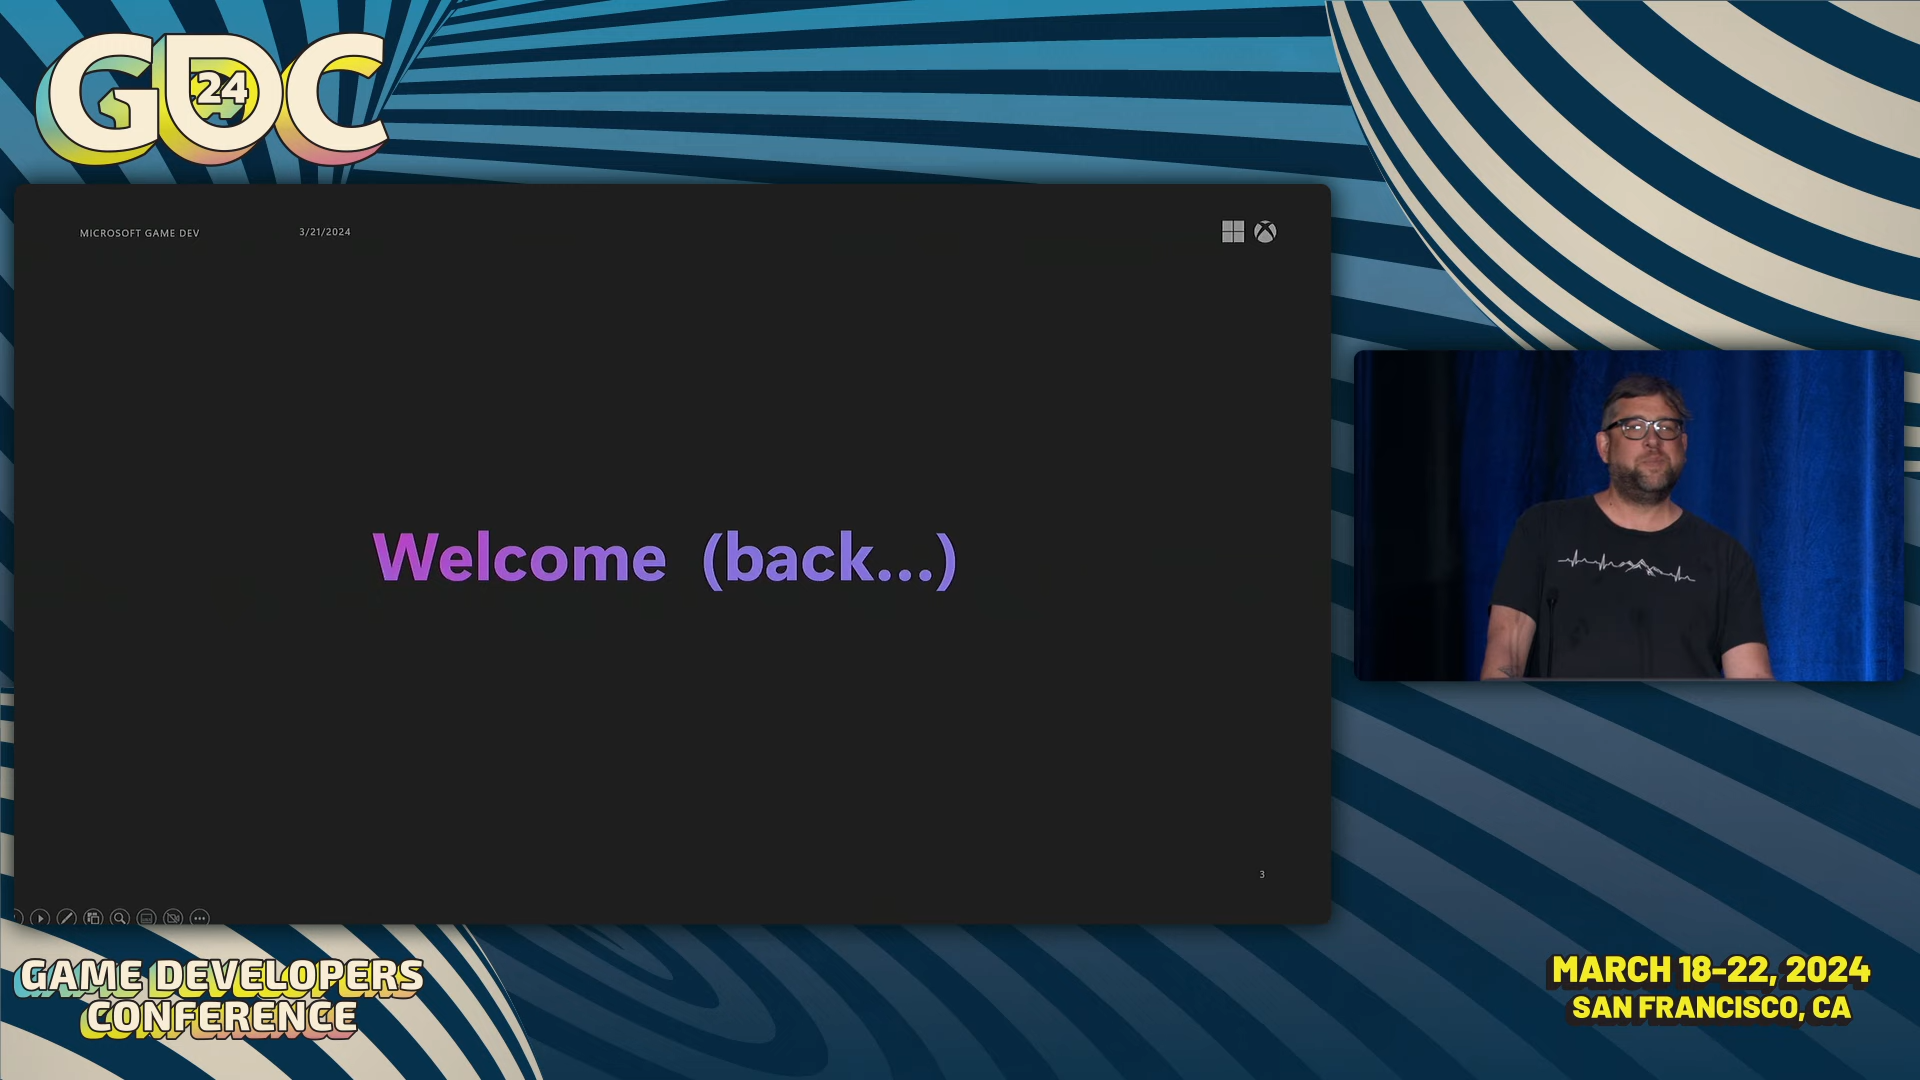 GDC
24
MICROSOFT GAME DEV
3/21/2024
Welcome (back...)
3
GAME DEVELOPERS
CONFERENCE
MARCH 18-22, 2024
SAN FRANCISCO, CA